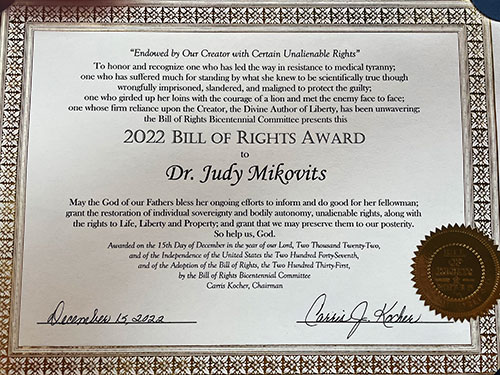 "Endowed by Our Creator with Certain Unalienable Rights"
To honor and recognize one who has led the way in resistance to medical tyranny;
one who has suffered much for standing by what she knew to be scientifically true though
wrongfully imprisoned, slandered, and maligned to protect the guilty;
one who girded up her loins with the courage of a lion and met the enemy face to face;
one whose firm reliance upon the Creator, the Divine Author of Liberty, has been unwavering;
the Bill of Rights Bicentennial Committee presents this
2022 BILL OF RIGHTS AWARD
to
Dr. Judy Mikovits
May the God of our Fathers bless her ongoing efforts to inform and do good for her fellowman;
grant the restoration of individual sovereignty and bodily autonomy, unalienable rights, along with
the rights to Life, Liberty and Property; and grant that we may preserve them to our posterity.
So help us, God.
Awarded on the 15th Day of December in the year of our Lord, Two Thousand Twenty-Two,
and of the Independence of the United States the Two Hundred Forty-Seventh,
and of the Adoption of the Bill of Rights, the Two Hundred Thirty-First,
by the Bill of Rights Bicentennial Committee
Carris Kocher, Chairman
December 15, 2022
Carris J. Kocher